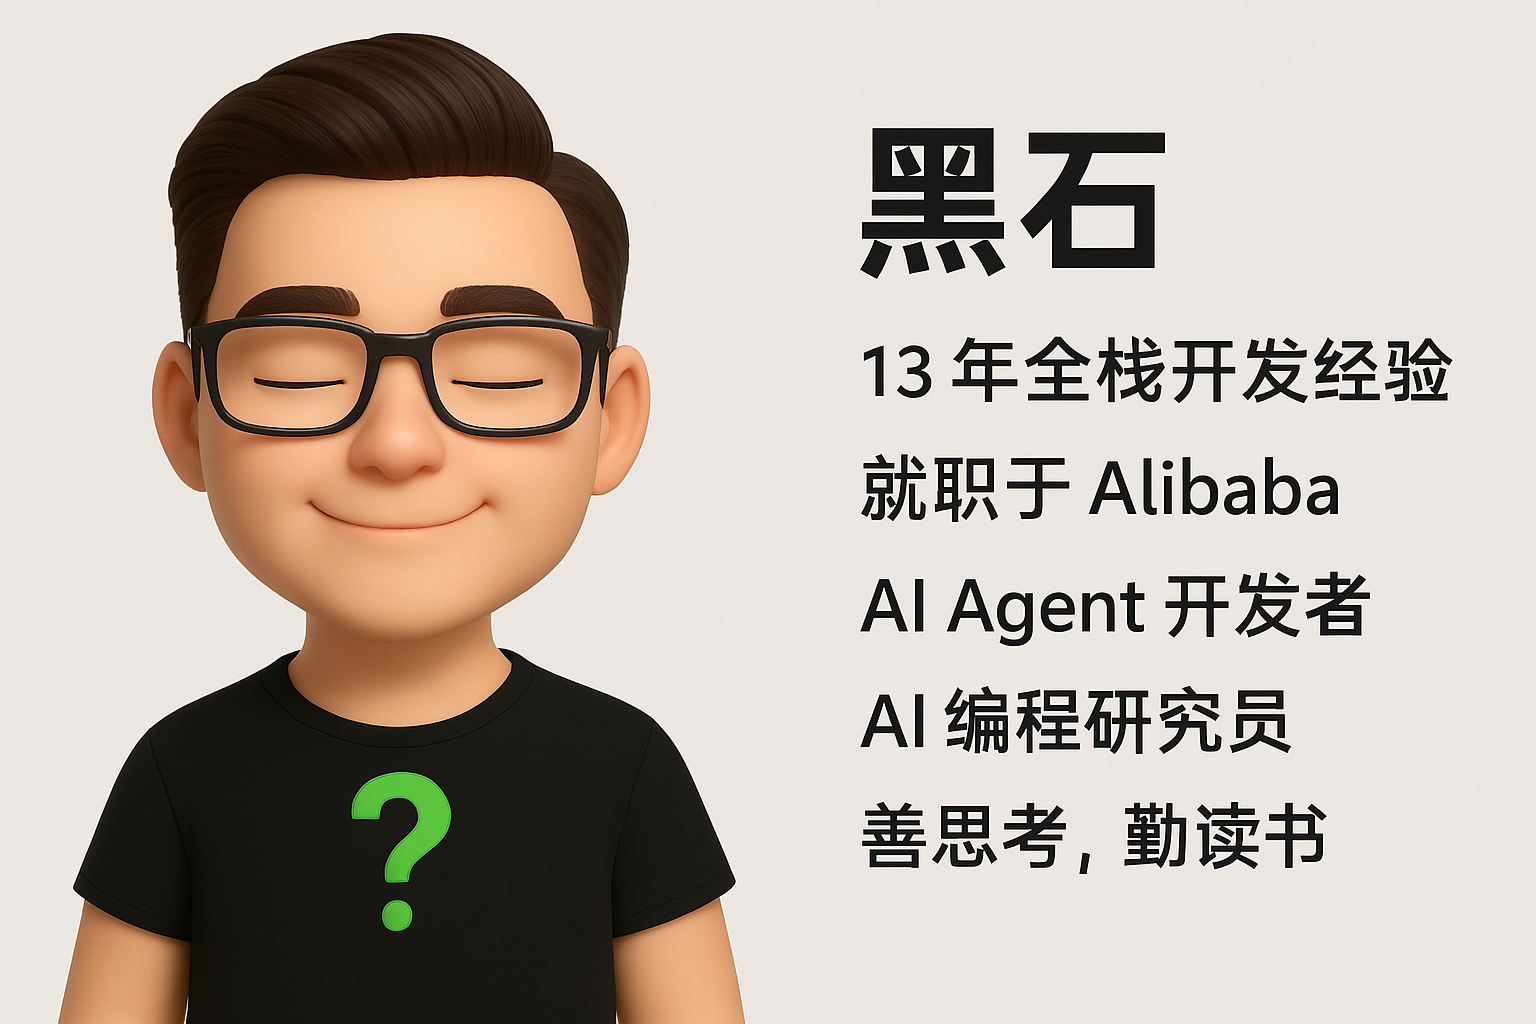 黑石
13 年全栈开发经验
就职于 Alibaba
AI Agent 开发者
AI 编程研究员
善思考, 勤读书
?